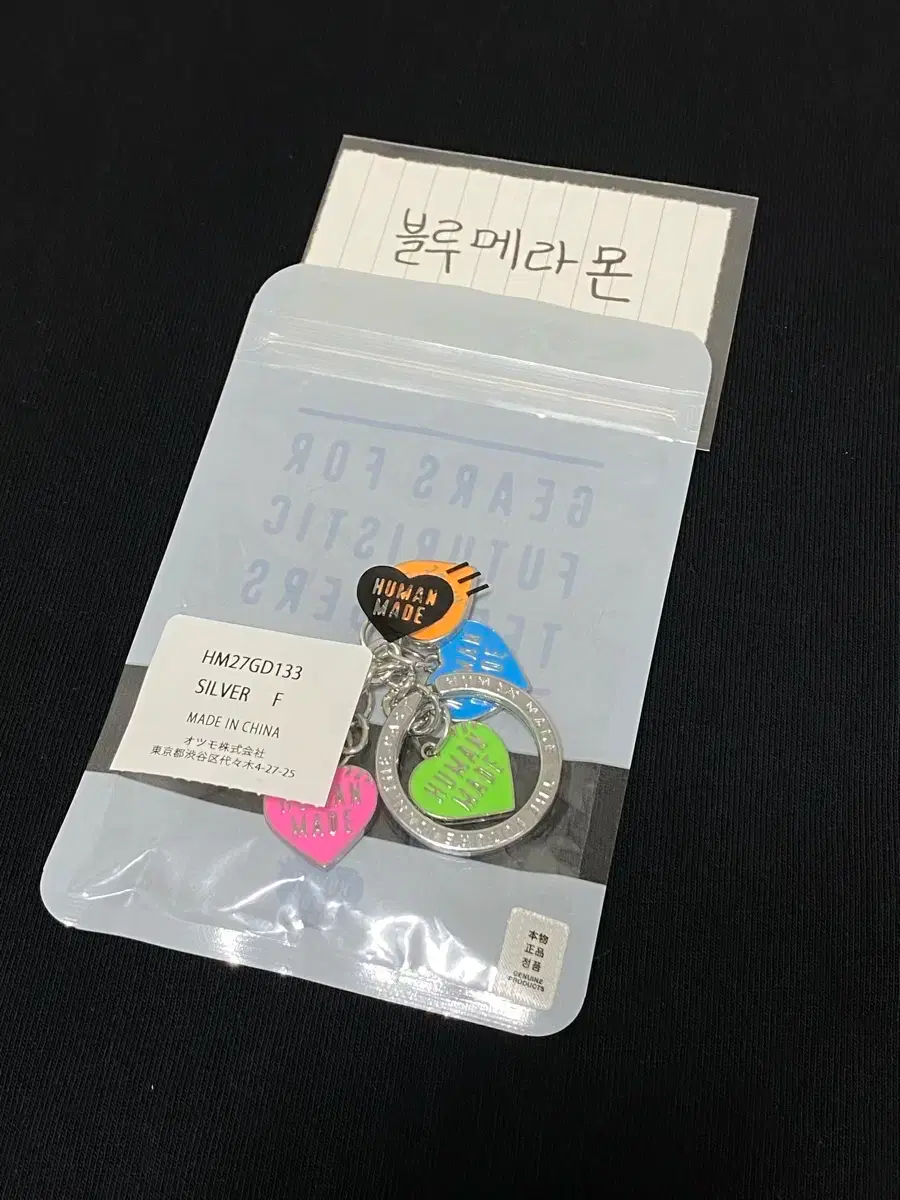 블루메라몬
GEARS FOR
FUTURISTIC
HUMAN
MADE
HUMAN MADE
HM27GD133
SILVER F
MADE IN CHINA
オツモ株式会社
東京都渋谷区代々木4-27-25
HUMAN
MADE
MADE
本物
正品
정품
GENUINE
PRODUCTS